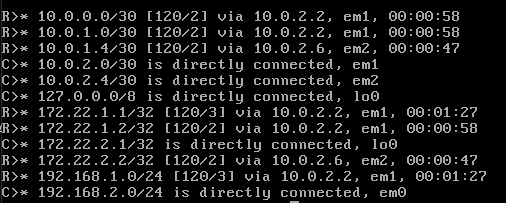 R>* 10.0.0.0/30 [120/2] via 10.0.2.2, em1, 00:00:58
R>* 10.0.1.0/30 [120/2] via 10.0.2.2, em1, 00:00:58
R>* 10.0.1.4/30 [120/2] via 10.0.2.6, em2, 00:00:47
C>* 10.0.2.0/30 is directly connected, em1
C>* 10.0.2.4/30 is directly connected, em2
C>* 127.0.0.0/8 is directly connected, lo0
R>* 172.22.1.1/32 [120/3] via 10.0.2.2, em1, 00:01:27
R>* 172.22.1.2/32 [120/2] via 10.0.2.2, em1, 00:00:58
C>* 172.22.2.1/32 is directly connected, lo0
R>* 172.22.2.2/32 [120/2] via 10.0.2.6, em2, 00:00:47
R>* 192.168.1.0/24 [120/3] via 10.0.2.2, em1, 00:01:27
C>* 192.168.2.0/24 is directly connected, em0